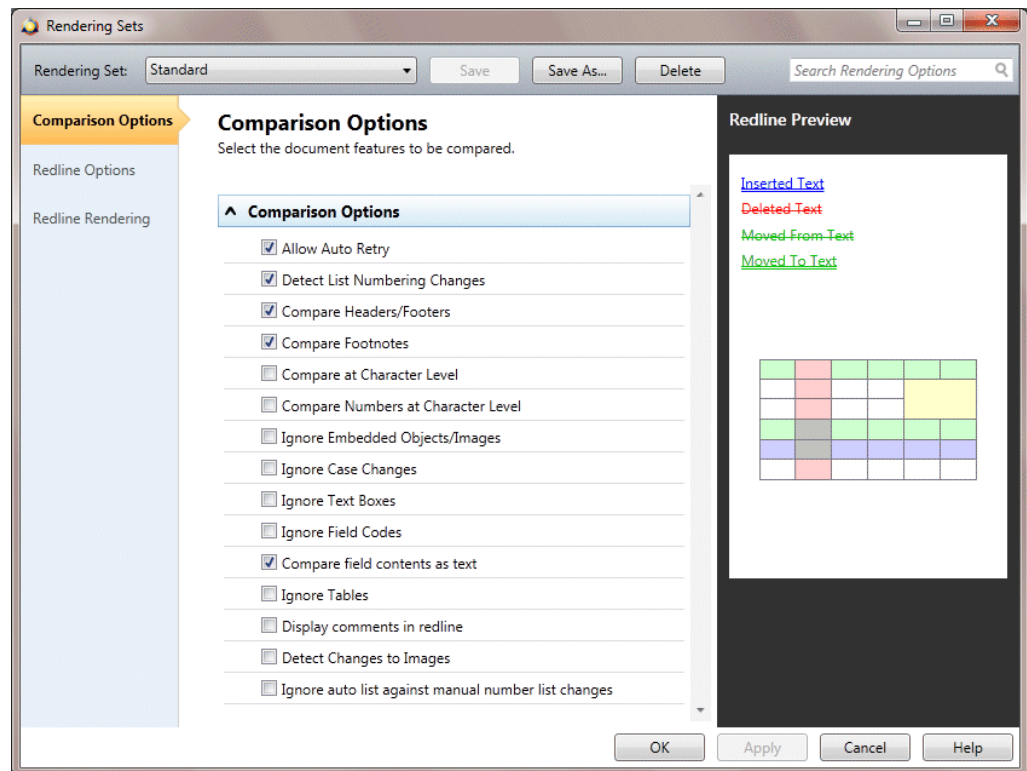 Rendering Sets
Rendering Set: Standard Save Save As... Delete Search Rendering Options
Comparison Options
Redline Options
Redline Rendering
Comparison Options
Select the document features to be compared.
Comparison Options
Allow Auto Retry
Detect List Numbering Changes
Compare Headers/Footers
Compare Footnotes
Compare at Character Level
Compare Numbers at Character Level
Ignore Embedded Objects/Images
Ignore Case Changes
Ignore Text Boxes
Ignore Field Codes
Compare field contents as text
Ignore Tables
Display comments in redline
Detect Changes to Images
Ignore auto list against manual number list changes
Redline Preview
Inserted Text
Deleted Text
Moved From Text
Moved To Text
OK Apply Cancel Help